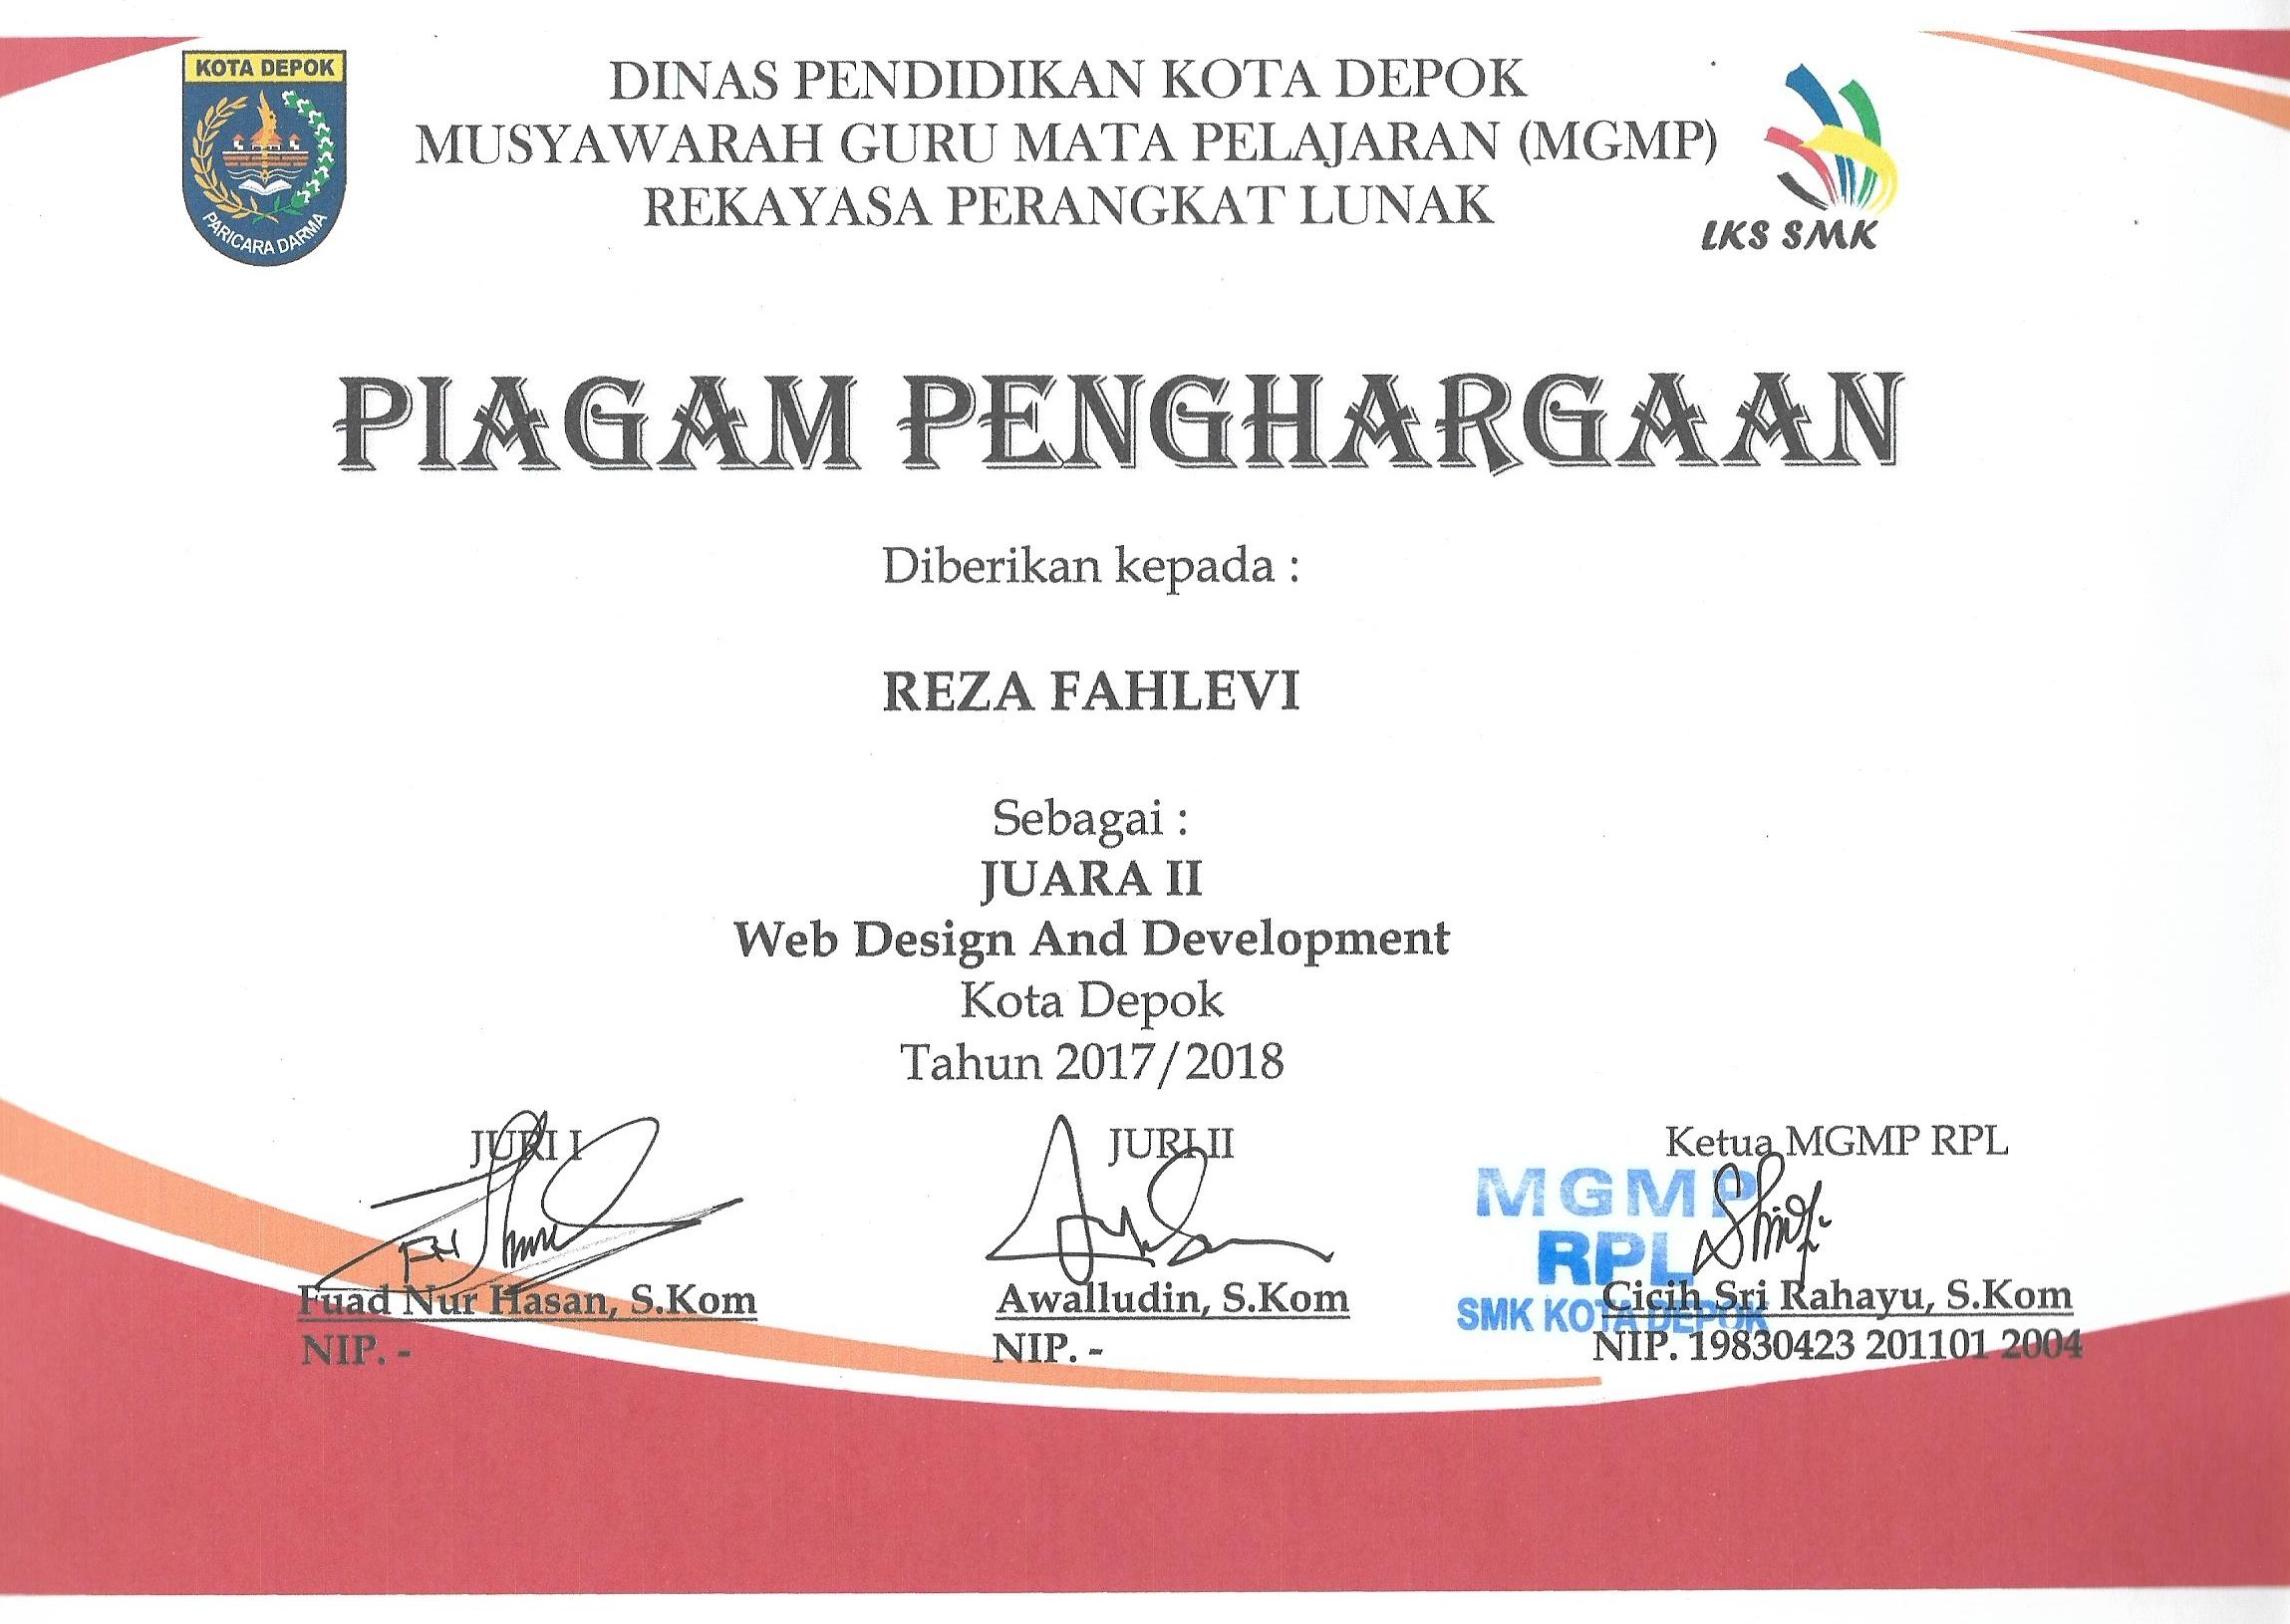 KOTA DEPOK
PARICARA DARMA
DINAS PENDIDIKAN KOTA DEPOK
MUSYAWARAH GURU MATA PELAJARAN (MGMP)
REKAYASA PERANGKAT LUNAK
LKS SMK
PIAGAM PENGHARGAAN
Diberikan kepada :
REZA FAHLEVI
Sebagai :
JUARA II
Web Design And Development
Kota Depok
Tahun 2017/2018
JURI I
Fuad Nur Hasan, S.Kom
NIP. -
JURI II
Awalludin, S.Kom
NIP. -
Ketua MGMP RPL
MGMP
RPL
SMK KOTA DEPOK
Cicih Sri Rahayu, S.Kom
NIP. 19830423 201101 2004